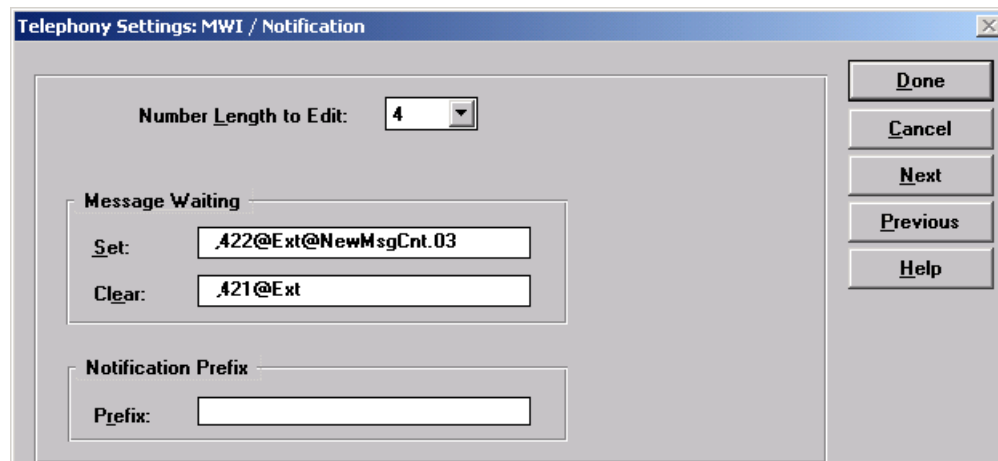 Telephony Settings: MWI / Notification
Number Length to Edit: 4
Message Waiting
Set: ,422@Ext@NewMsgCnt.03
Clear: ,421@Ext
Notification Prefix
Prefix:
Done
Cancel
Next
Previous
Help